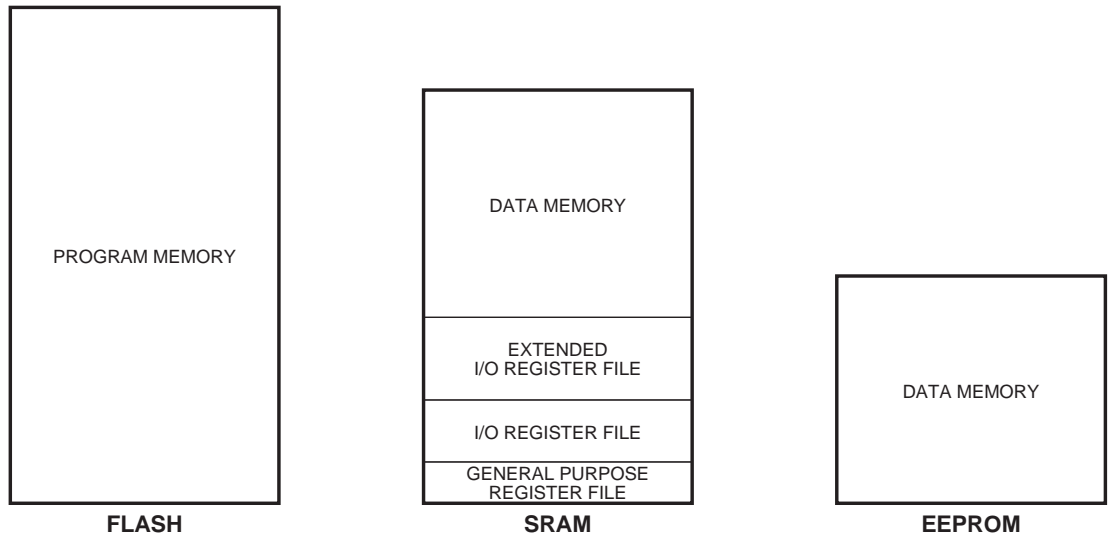 PROGRAM MEMORY
FLASH
DATA MEMORY
EXTENDED
I/O REGISTER FILE
I/O REGISTER FILE
GENERAL PURPOSE
REGISTER FILE
SRAM
DATA MEMORY
EEPROM